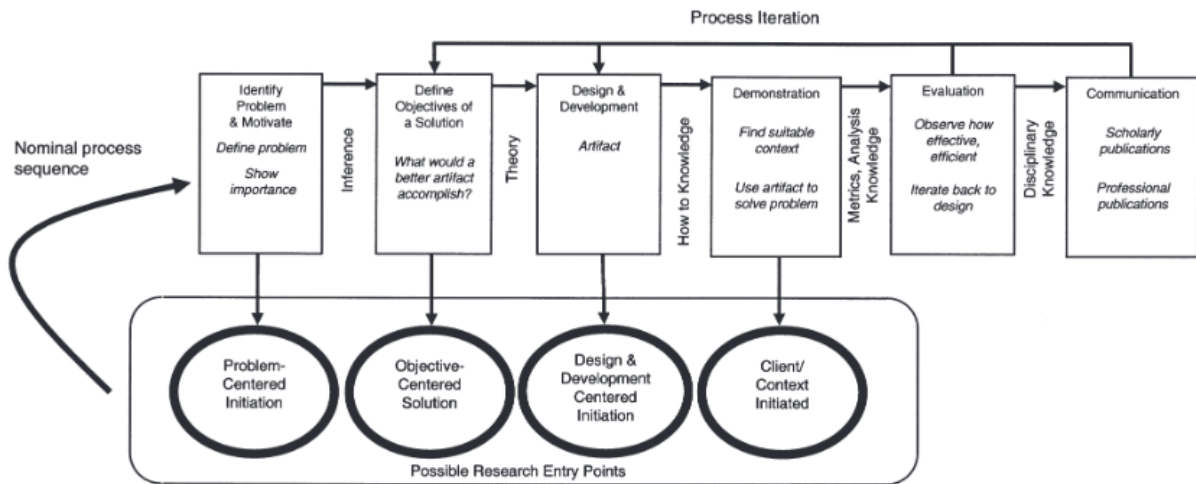 Process Iteration
Nominal process
sequence
Identify
Problem
& Motivate
Define problem
Show
importance
Inference
Define
Objectives of
a Solution
What would a
better artifact
accomplish?
Theory
Design &
Development
Artifact
How to Knowledge
Demonstration
Find suitable
context
Use artifact to
solve problem
Metrics, Analysis
Knowledge
Evaluation
Observe how
effective,
efficient
Iterate back to
design
Disciplinary
Knowledge
Communication
Scholarly
publications
Professional
publications
Problem-
Centered
Initiation
Objective-
Centered
Solution
Design &
Development
Centered
Initiation
Client/
Context
Initiated
Possible Research Entry Points